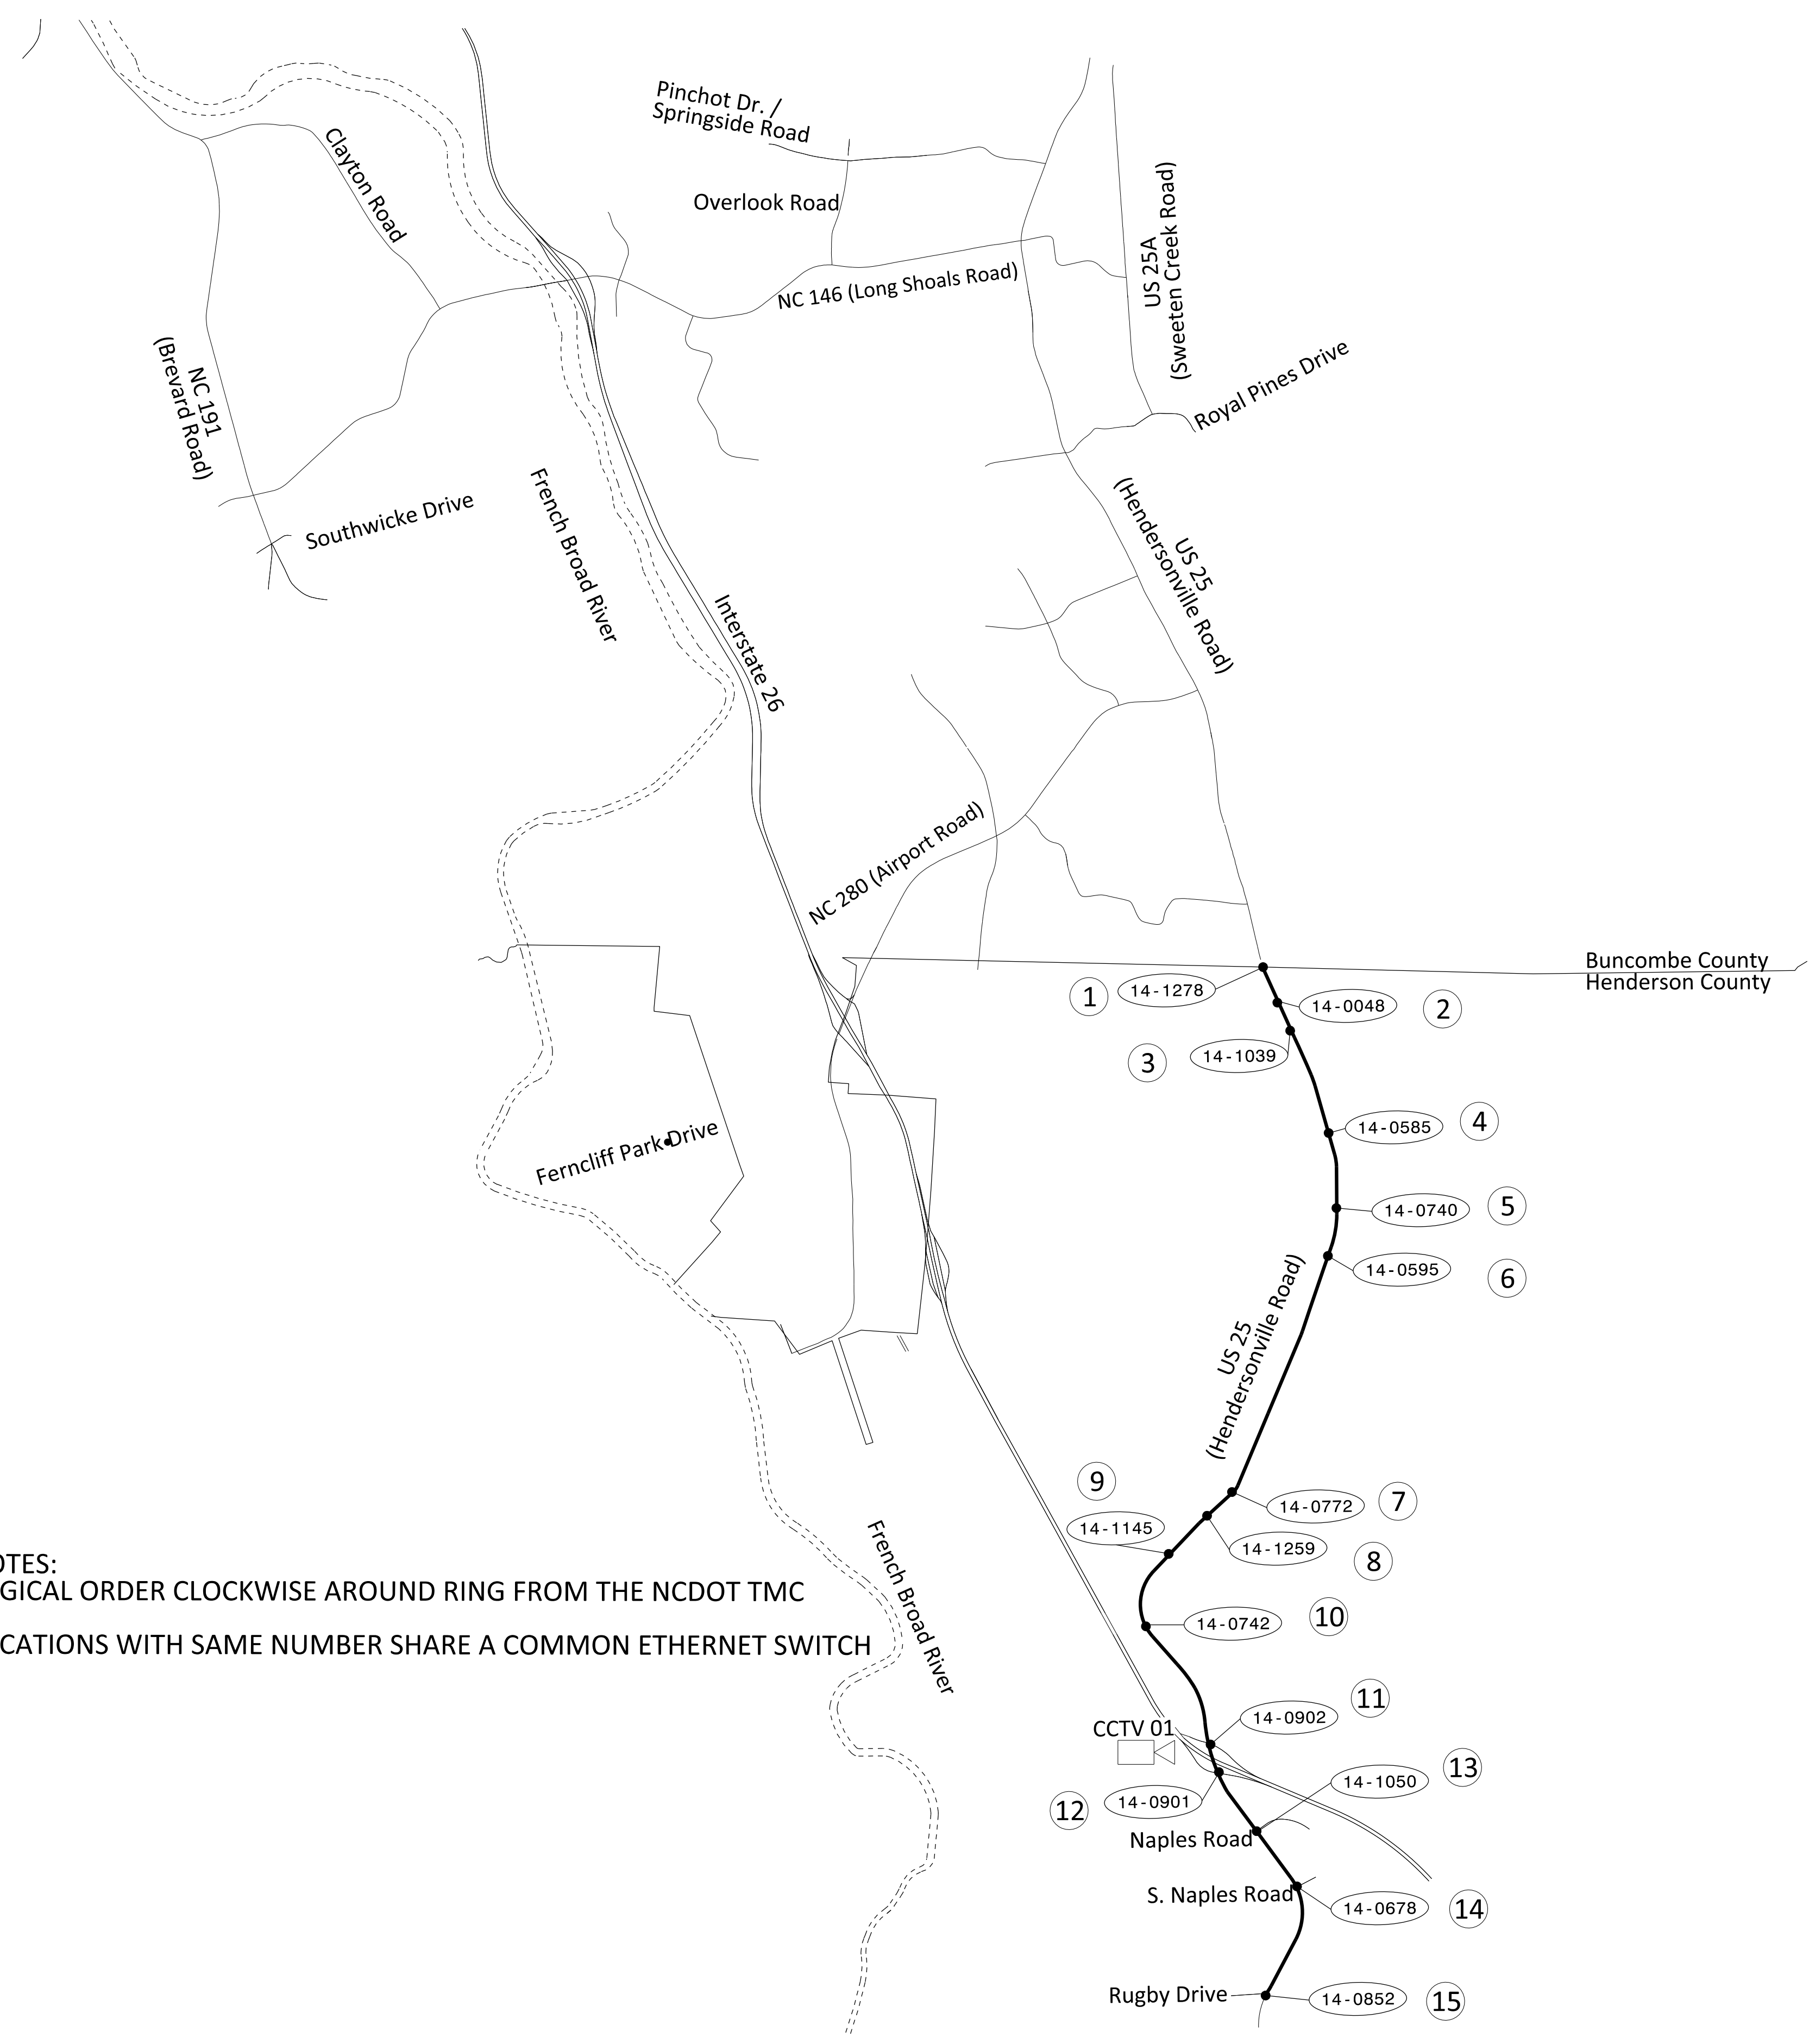 Pinchot Dr. /
Springside Road
Clayton Road
Overlook Road
US 25A
(Sweeten Creek Road)
NC 146 (Long Shoals Road)
NC 191
(Brevard Road)
Royal Pines Drive
Southwicke Drive
French Broad River
US 25
(Hendersonville Road)
Interstate 26
NC 280 (Airport Road)
Buncombe County
Henderson County
1 14-1278
14-0048 2
3 14-1039
14-0585 4
Ferncliff Park Drive
14-0740 5
14-0595 6
US 25
(Hendersonville Road)
9
14-1145
14-0772 7
14-1259 8
French Broad River
OTES:
GICAL ORDER CLOCKWISE AROUND RING FROM THE NCDOT TMC
CATIONS WITH SAME NUMBER SHARE A COMMON ETHERNET SWITCH
14-0742 10
11
14-0902
CCTV 01
13
14-1050
12 14-0901
Naples Road
S. Naples Road
14-0678 14
Rugby Drive
14-0852 15